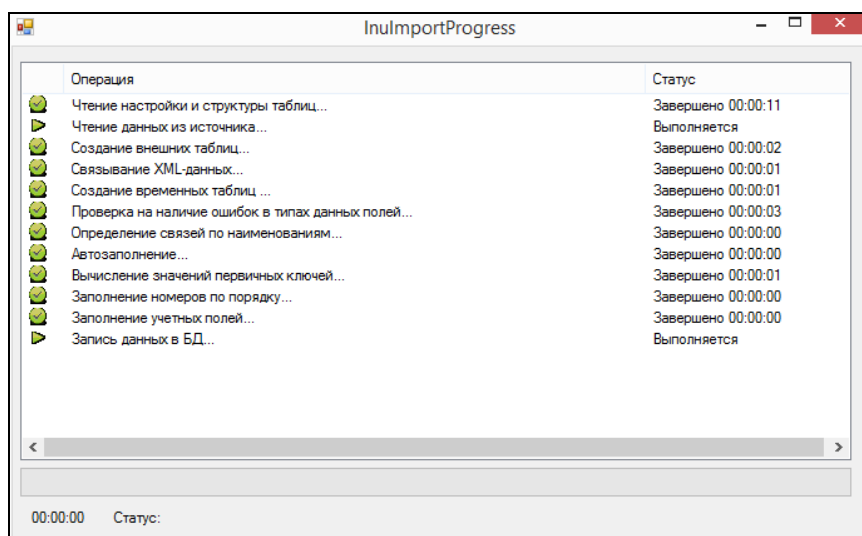 InuImportProgress
Операция Статус
Чтение настройки и структуры таблиц... Завершено 00:00:11
Чтение данных из источника... Выполняется
Создание внешних таблиц... Завершено 00:00:02
Связывание XML-данных... Завершено 00:00:01
Создание временных таблиц ... Завершено 00:00:01
Проверка на наличие ошибок в типах данных полей... Завершено 00:00:03
Определение связей по наименованиям... Завершено 00:00:00
Автозаполнение... Завершено 00:00:00
Вычисление значений первичных ключей... Завершено 00:00:01
Заполнение номеров по порядку... Завершено 00:00:00
Заполнение учетных полей... Завершено 00:00:00
Запись данных в БД... Выполняется
00:00:00 Статус: